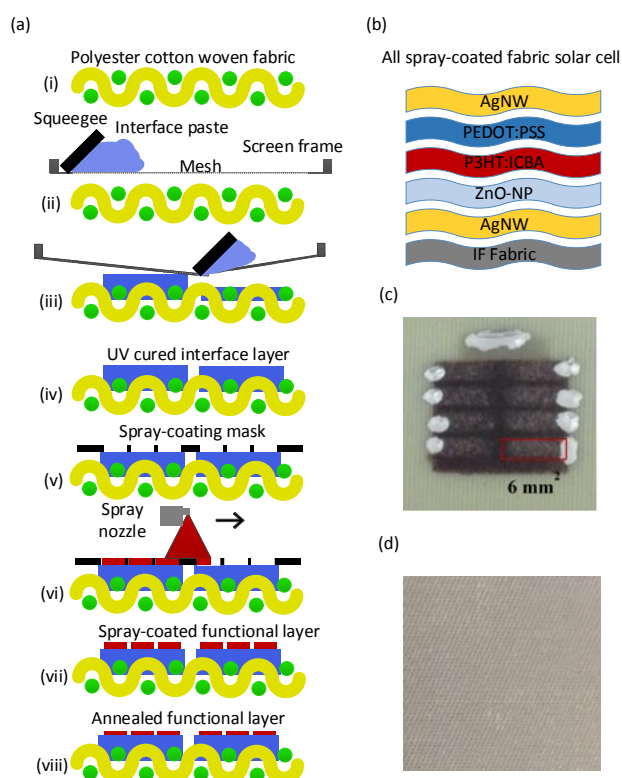 (a)
Polyester cotton woven fabric
(i)
Squeegee
Interface paste
Screen frame
Mesh
(ii)
(iii)
UV cured interface layer
(iv)
Spray-coating mask
(v)
Spray
nozzle
(vi)
Spray-coated functional layer
(vii)
Annealed functional layer
(viii)
(b)
All spray-coated fabric solar cell
AgNW
PEDOT:PSS
P3HT:ICBA
ZnO-NP
AgNW
IF Fabric
(c)
6 mm²
(d)